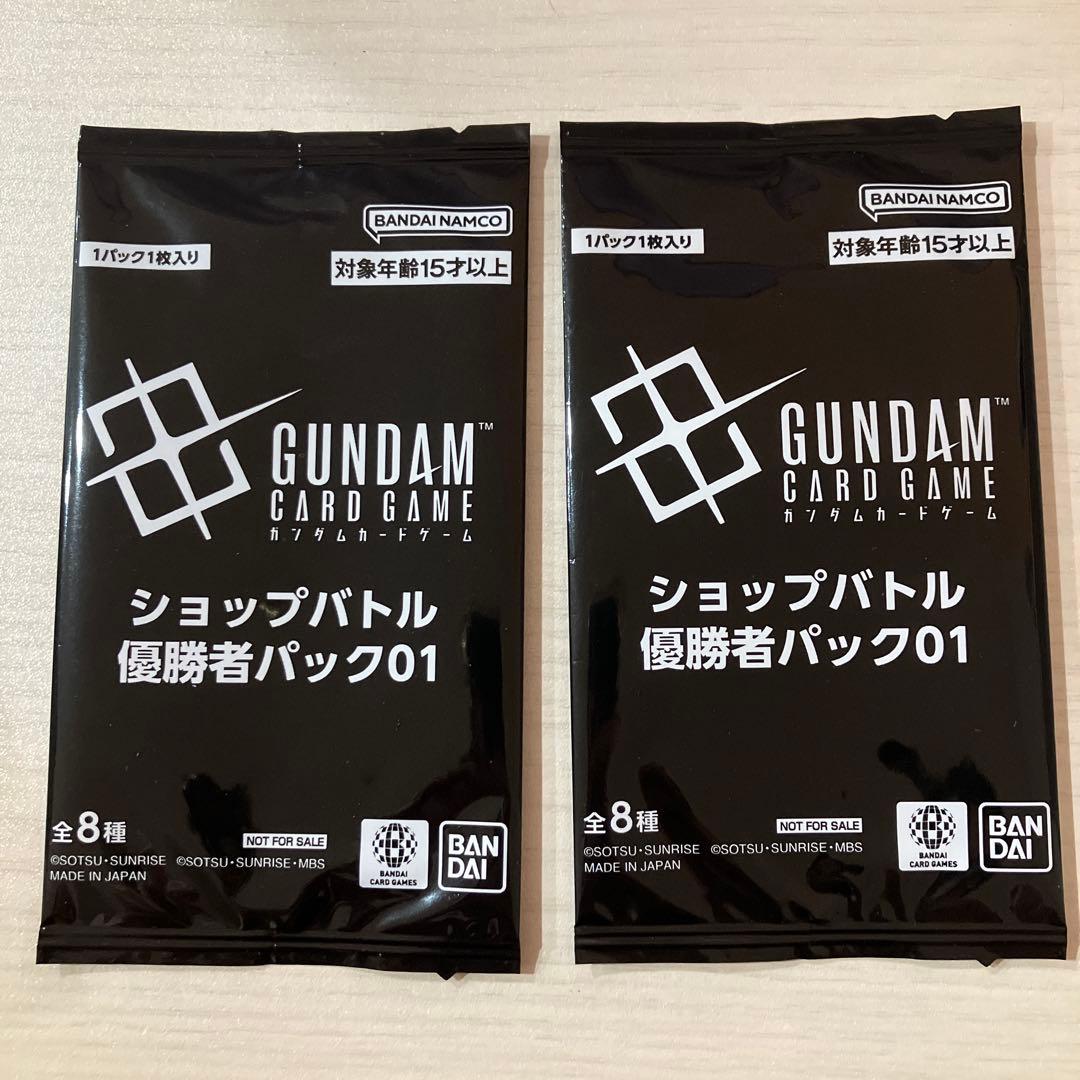 BANDAI NAMCO
1パック1枚入り
対象年齢15才以上
GUNDAM™
CARD GAME
ガンダムカードゲーム
ショップバトル
優勝者パック01
全8種
NOT FOR SALE
©SOTSU・SUNRISE ©SOTSU・SUNRISE・MBS
MADE IN JAPAN
BANDAI
CARD GAMES
BAN
DAI
BANDAI NAMCO
1パック1枚入り
対象年齢15才以上
GUNDAM™
CARD GAME
ガンダムカードゲーム
ショップバトル
優勝者パック01
全8種
NOT FOR SALE
©SOTSU・SUNRISE ©SOTSU・SUNRISE・MBS
MADE IN JAPAN
BANDAI
CARD GAMES
BAN
DAI